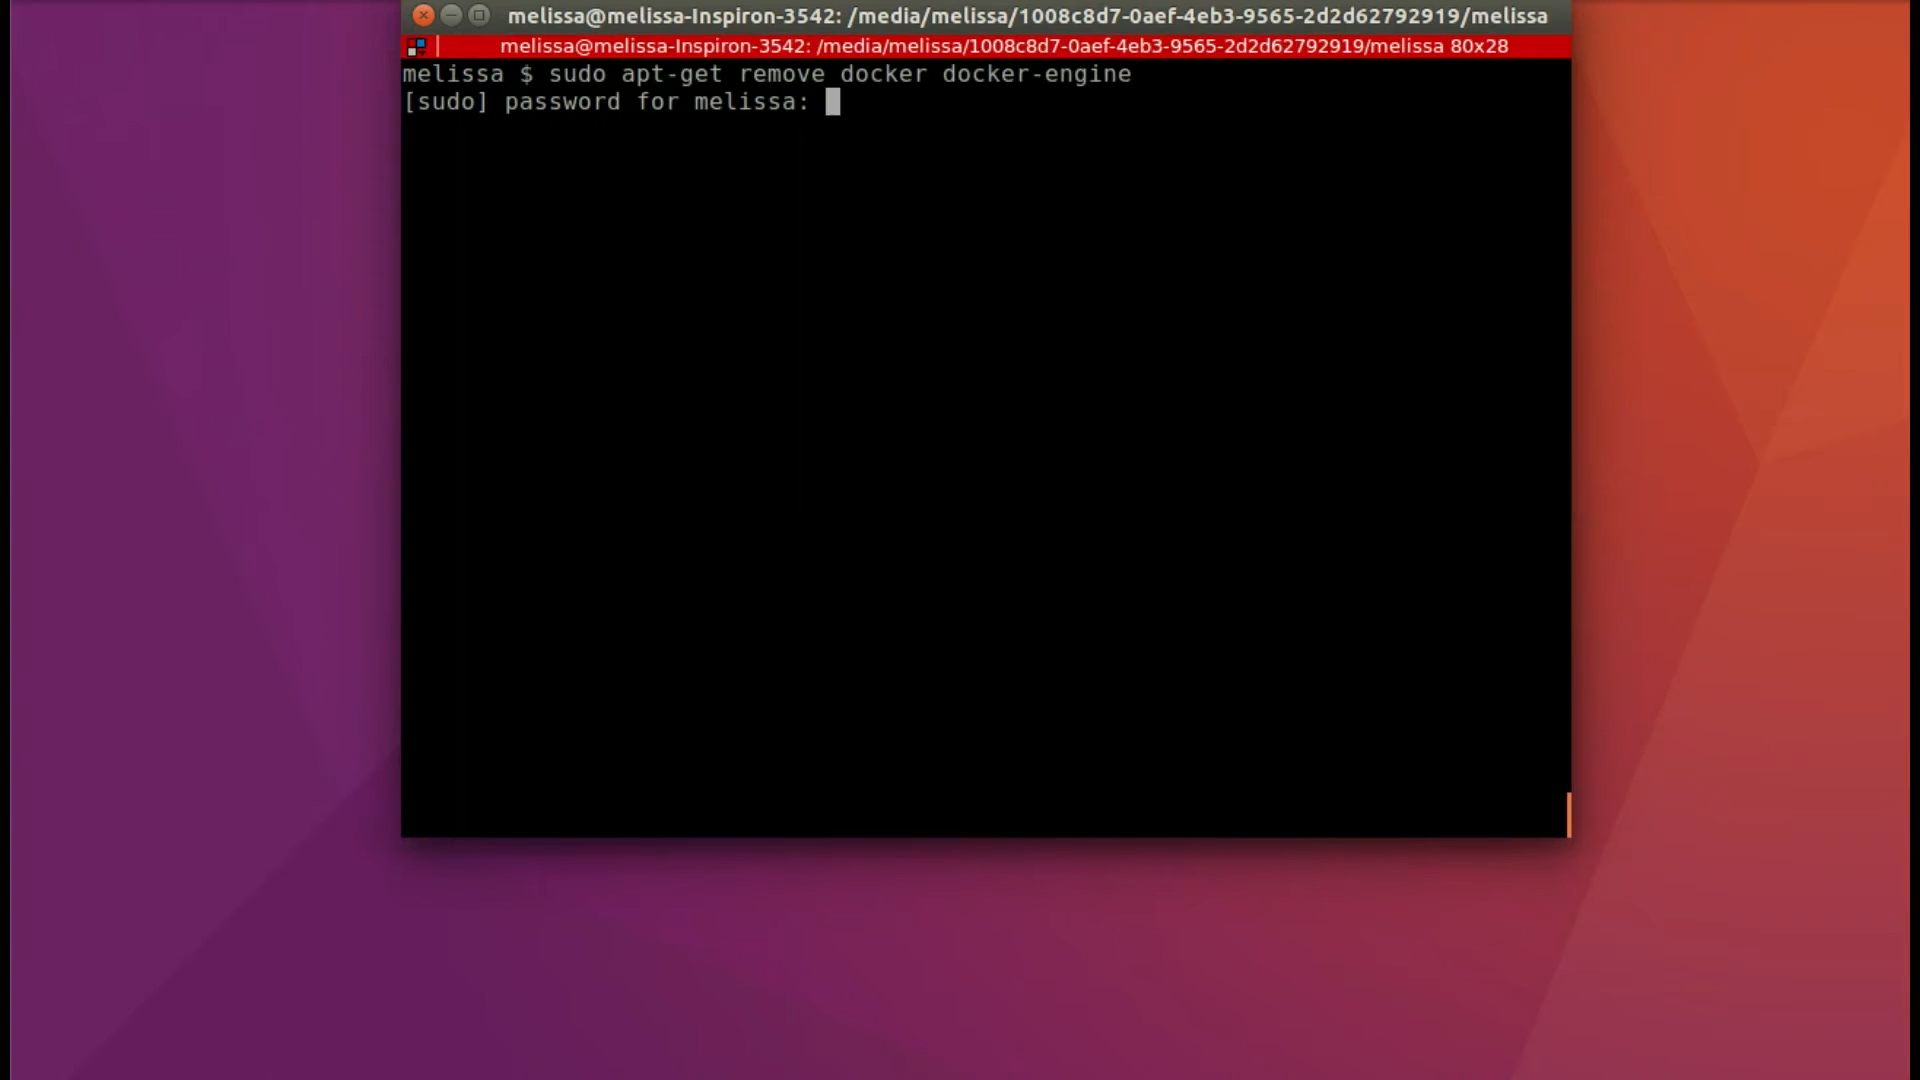 melissa@melissa-Inspiron-3542: /media/melissa/1008c8d7-0aef-4eb3-9565-2d2d62792919/melissa
melissa@melissa-Inspiron-3542: /media/melissa/1008c8d7-0aef-4eb3-9565-2d2d62792919/melissa 80x28
melissa $ sudo apt-get remove docker docker-engine
[sudo] password for melissa: